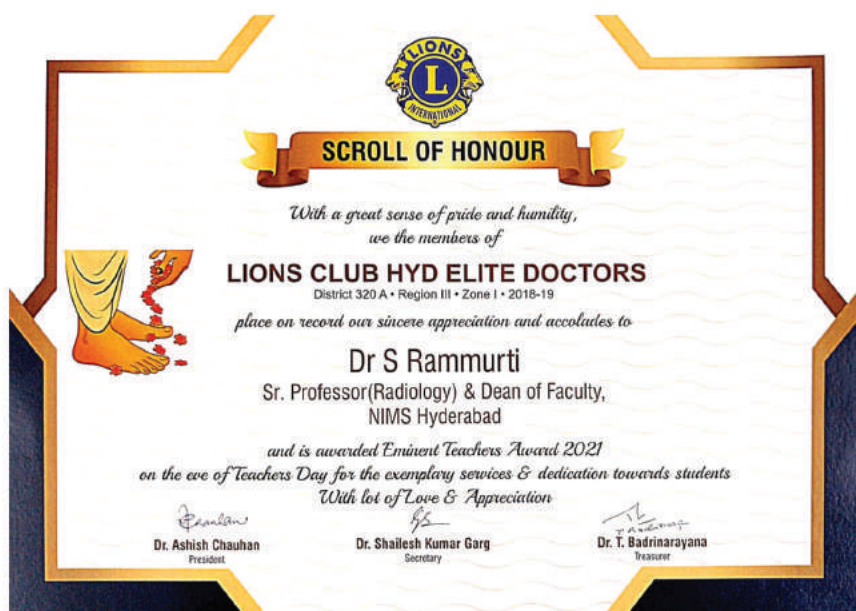 LIONS
L
INTERNATIONAL
SCROLL OF HONOUR
With a great sense of pride and humility,
we the members of
LIONS CLUB HYD ELITE DOCTORS
District 320 A • Region III • Zone I • 2018-19
place on record our sincere appreciation and accolades to
Dr S Rammurti
Sr. Professor(Radiology) & Dean of Faculty,
NIMS Hyderabad
and is awarded Eminent Teachers Award 2021
on the eve of Teachers Day for the exemplary services & dedication towards students
With lot of Love & Appreciation
Dr. Ashish Chauhan
President
Dr. Shailesh Kumar Garg
Secretary
Dr. T. Badrinarayana
Treasurer